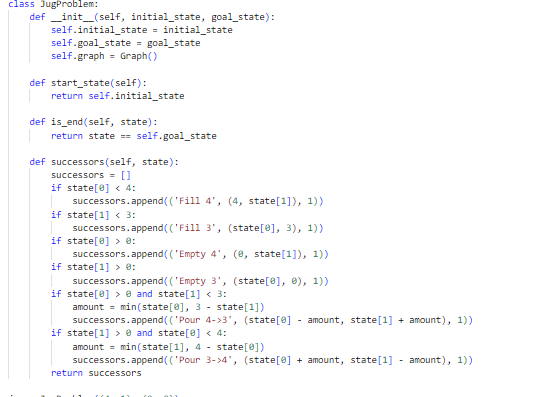 class JugProblem:
    def __init__(self, initial_state, goal_state):
        self.initial_state = initial_state
        self.goal_state = goal_state
        self.graph = Graph()

    def start_state(self):
        return self.initial_state

    def is_end(self, state):
        return state == self.goal_state

    def successors(self, state):
        successors = []
        if state[0] < 4:
            successors.append(('Fill 4', (4, state[1]), 1))
        if state[1] < 3:
            successors.append(('Fill 3', (state[0], 3), 1))
        if state[0] > 0:
            successors.append(('Empty 4', (0, state[1]), 1))
        if state[1] > 0:
            successors.append(('Empty 3', (state[0], 0), 1))
        if state[0] > 0 and state[1] < 3:
            amount = min(state[0], 3 - state[1])
            successors.append(('Pour 4->3', (state[0] - amount, state[1] + amount), 1))
        if state[1] > 0 and state[0] < 4:
            amount = min(state[1], 4 - state[0])
            successors.append(('Pour 3->4', (state[0] + amount, state[1] - amount), 1))
        return successors